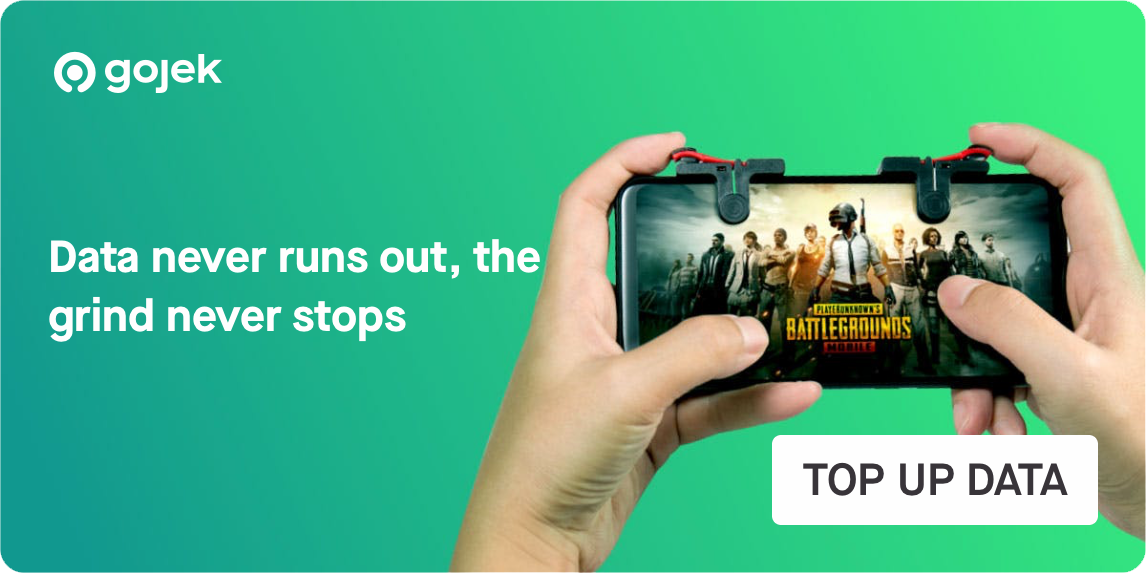 gojek
Data never runs out, the
grind never stops
PLAYERUNKNOWN'S
BATTLEGROUNDS
MOBILE
TOP UP DATA